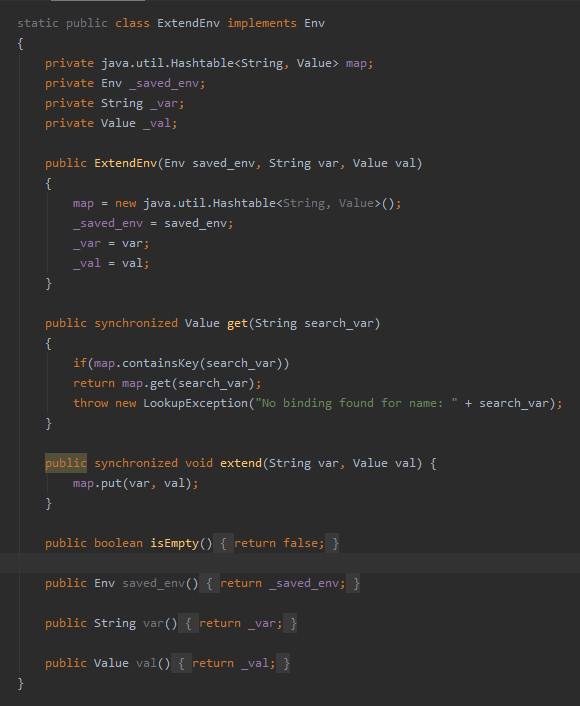 static public class ExtendEnv implements Env
{
    private java.util.Hashtable<String, Value> map;
    private Env _saved_env;
    private String _var;
    private Value _val;

    public ExtendEnv(Env saved_env, String var, Value val)
    {
        map = new java.util.Hashtable<String, Value>();
        _saved_env = saved_env;
        _var = var;
        _val = val;
    }

    public synchronized Value get(String search_var)
    {
        if(map.containsKey(search_var))
        return map.get(search_var);
        throw new LookupException("No binding found for name: " + search_var);
    }

    public synchronized void extend(String var, Value val) {
        map.put(var, val);
    }

    public boolean isEmpty() { return false; }

    public Env saved_env() { return _saved_env; }

    public String var() { return _var; }

    public Value val() { return _val; }
}